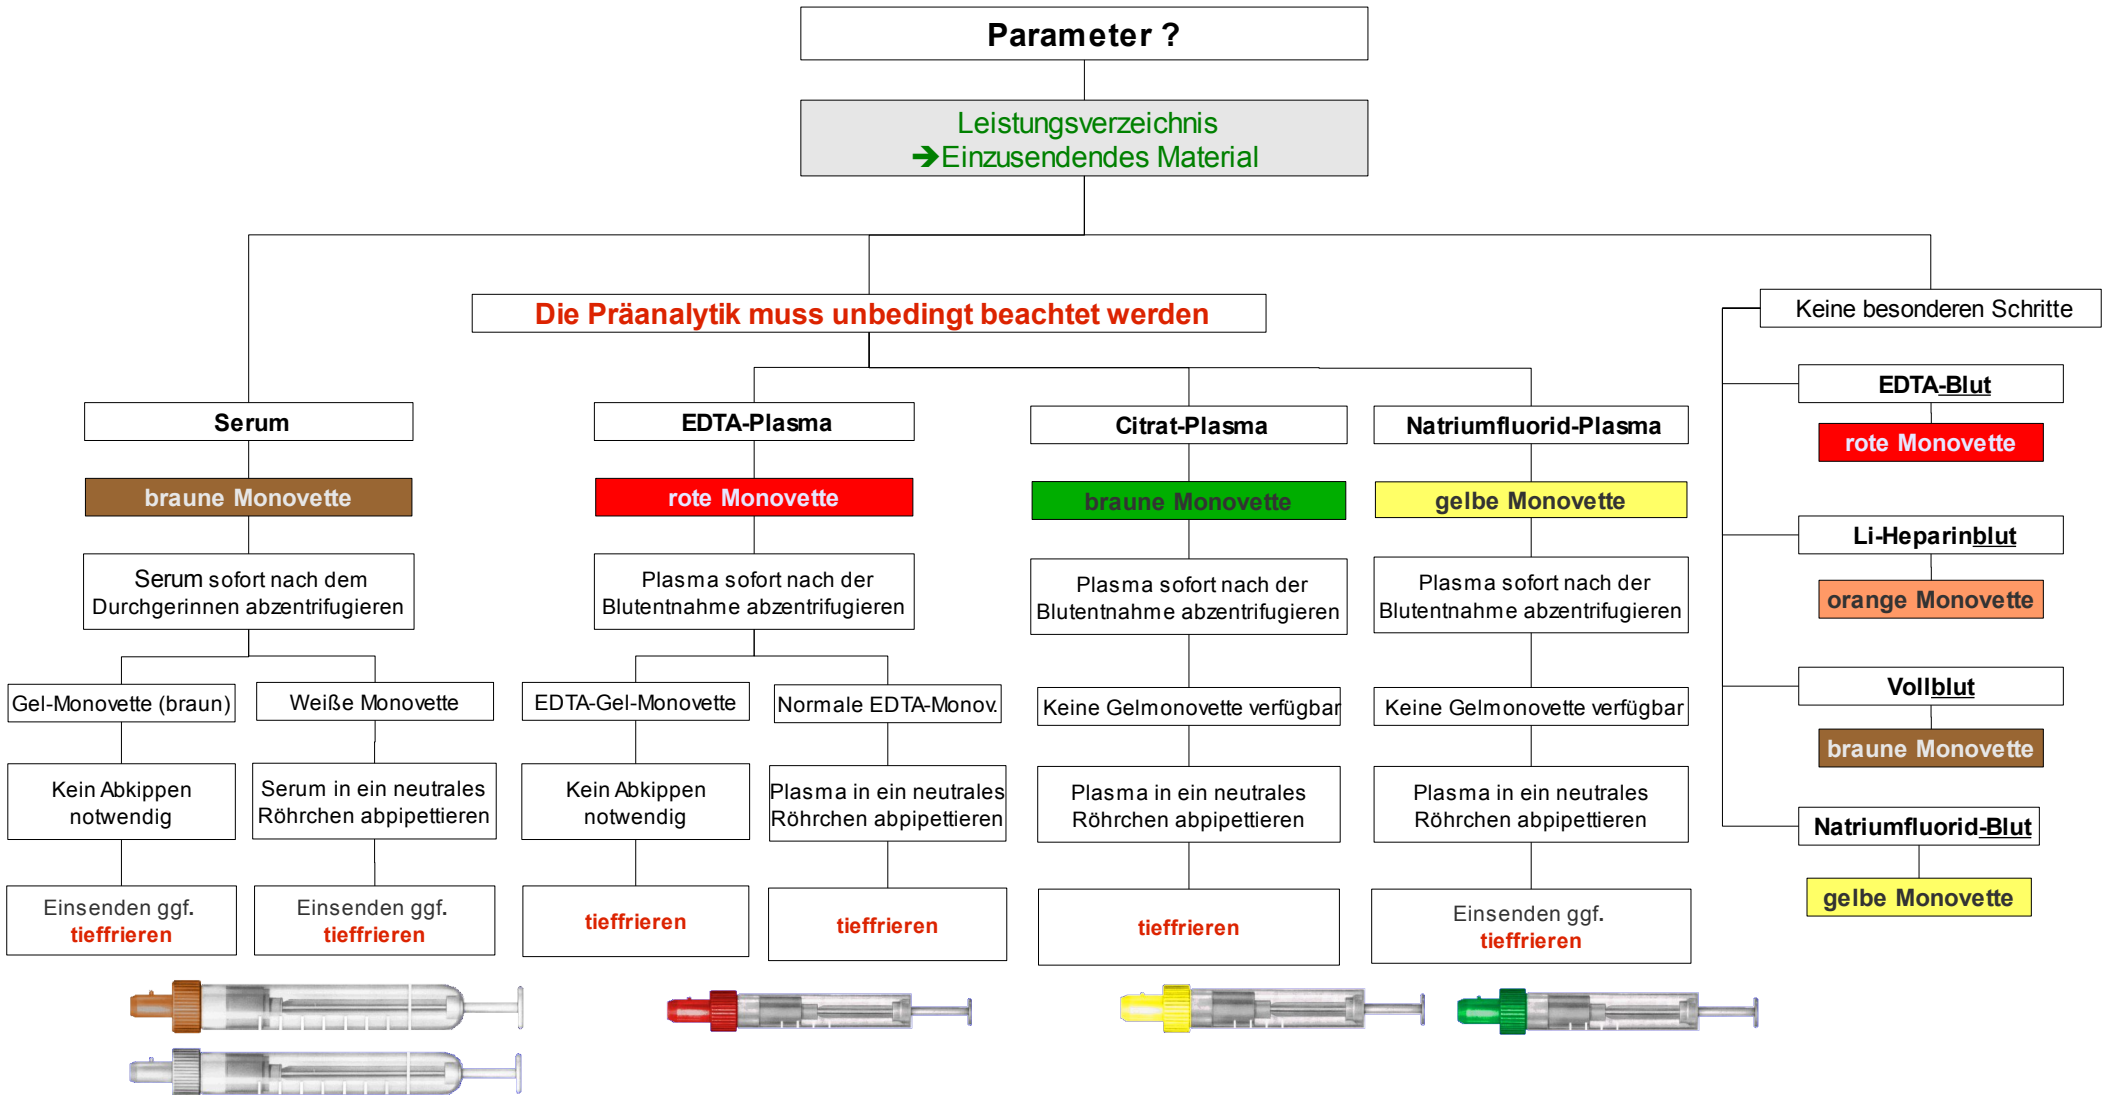 Parameter ?
Leistungsverzeichnis
➔Einzusendendes Material
Die Präanalytik muss unbedingt beachtet werden
Serum
braune Monovette
Serum sofort nach dem
Durchgerinnen abzentrifugieren
Gel-Monovette (braun)
Kein Abkippen
notwendig
Einsenden ggf.
tieffrieren
Weiße Monovette
Serum in ein neutrales
Röhrchen abpipettieren
Einsenden ggf.
tieffrieren
EDTA-Plasma
rote Monovette
Plasma sofort nach der
Blutentnahme abzentrifugieren
EDTA-Gel-Monovette
Kein Abkippen
notwendig
tieffrieren
Normale EDTA-Monov.
Plasma in ein neutrales
Röhrchen abpipettieren
tieffrieren
Citrat-Plasma
braune Monovette
Plasma sofort nach der
Blutentnahme abzentrifugieren
Keine Gelmonovette verfügbar
Plasma in ein neutrales
Röhrchen abpipettieren
tieffrieren
Natriumfluorid-Plasma
gelbe Monovette
Plasma sofort nach der
Blutentnahme abzentrifugieren
Keine Gelmonovette verfügbar
Plasma in ein neutrales
Röhrchen abpipettieren
Einsenden ggf.
tieffrieren
Keine besonderen Schritte
EDTA-Blut
rote Monovette
Li-Heparinblut
orange Monovette
Vollblut
braune Monovette
Natriumfluorid-Blut
gelbe Monovette